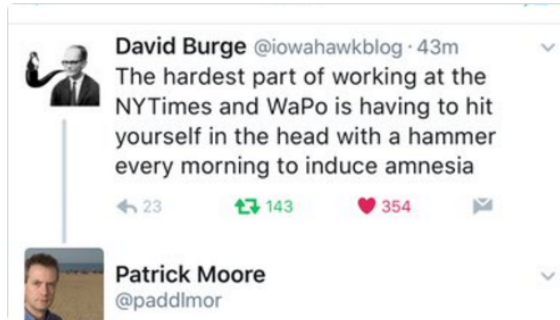 David Burge @iowahawkblog · 43m
The hardest part of working at the
NYTimes and WaPo is having to hit
yourself in the head with a hammer
every morning to induce amnesia
23 143 354
Patrick Moore
@paddlmor